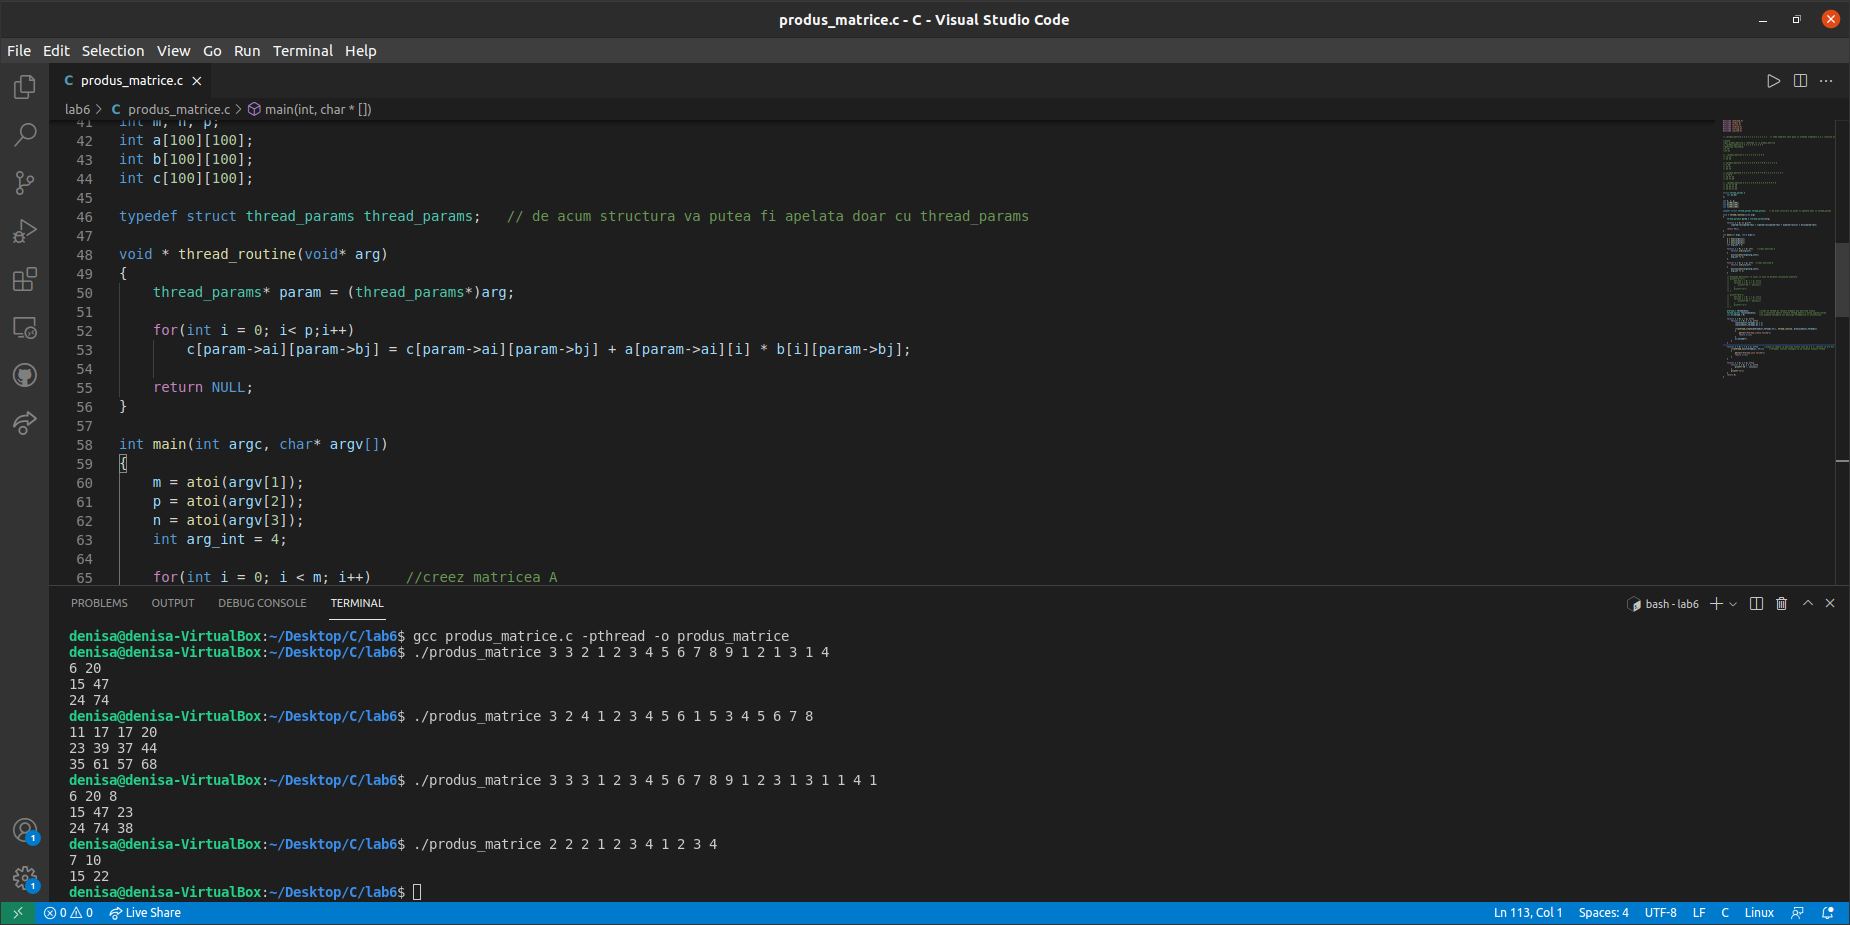 produs_matrice.c - C - Visual Studio Code
File Edit Selection View Go Run Terminal Help
C produs_matrice.c
lab6 > C produs_matrice.c > main(int, char * [])
41 int m, n, p;
42 int a[100][100];
43 int b[100][100];
44 int c[100][100];
45
46 typedef struct thread_params thread_params;   // de acum structura va putea fi apelata doar cu thread_params
47
48 void * thread_routine(void* arg)
49 {
50     thread_params* param = (thread_params*)arg;
51
52     for(int i = 0; i< p;i++)
53         c[param->ai][param->bj] = c[param->ai][param->bj] + a[param->ai][i] * b[i][param->bj];
54
55     return NULL;
56 }
57
58 int main(int argc, char* argv[])
59 {
60     m = atoi(argv[1]);
61     p = atoi(argv[2]);
62     n = atoi(argv[3]);
63     int arg_int = 4;
64
65     for(int i = 0; i < m; i++)    //creez matricea A
PROBLEMS OUTPUT DEBUG CONSOLE TERMINAL bash - lab6
denisa@denisa-VirtualBox:~/Desktop/C/lab6$ gcc produs_matrice.c -pthread -o produs_matrice
denisa@denisa-VirtualBox:~/Desktop/C/lab6$ ./produs_matrice 3 3 2 1 2 3 4 5 6 7 8 9 1 2 1 3 1 4
6 20
15 47
24 74
denisa@denisa-VirtualBox:~/Desktop/C/lab6$ ./produs_matrice 3 2 4 1 2 3 4 5 6 1 5 3 4 5 6 7 8
11 17 17 20
23 39 37 44
35 61 57 68
denisa@denisa-VirtualBox:~/Desktop/C/lab6$ ./produs_matrice 3 3 3 1 2 3 4 5 6 7 8 9 1 2 3 1 3 1 1 4 1
6 20 8
15 47 23
24 74 38
denisa@denisa-VirtualBox:~/Desktop/C/lab6$ ./produs_matrice 2 2 2 1 2 3 4 1 2 3 4
7 10
15 22
denisa@denisa-VirtualBox:~/Desktop/C/lab6$
1
1
0 0 Live Share Ln 113, Col 1 Spaces: 4 UTF-8 LF C Linux